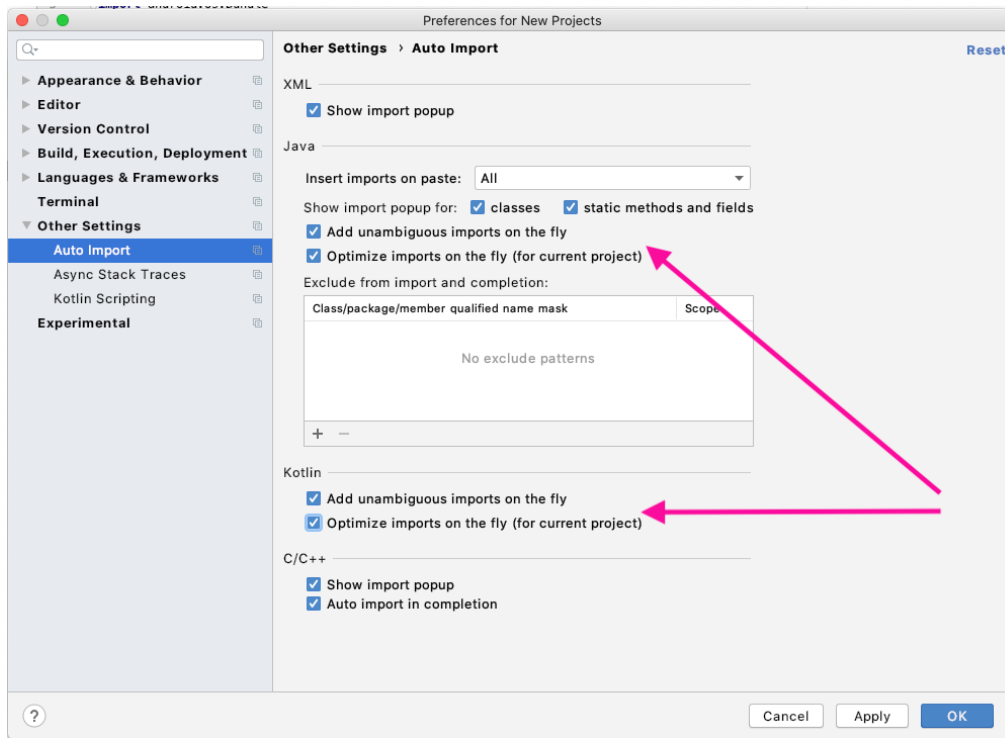 import android.os.Bundle
Preferences for New Projects
Other Settings › Auto Import
Reset
Appearance & Behavior
Editor
Version Control
Build, Execution, Deployment
Languages & Frameworks
Terminal
Other Settings
Auto Import
Async Stack Traces
Kotlin Scripting
Experimental
XML
Show import popup
Java
Insert imports on paste: All
Show import popup for: classes static methods and fields
Add unambiguous imports on the fly
Optimize imports on the fly (for current project)
Exclude from import and completion:
Class/package/member qualified name mask Scope
No exclude patterns
Kotlin
Add unambiguous imports on the fly
Optimize imports on the fly (for current project)
C/C++
Show import popup
Auto import in completion
? Cancel Apply OK